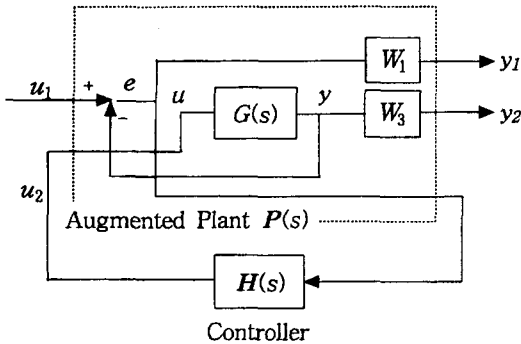 W₁
y₁
u₁
+
e
u
G(s)
y
W₃
y₂
−
u₂
Augmented Plant P(s)
H(s)
Controller